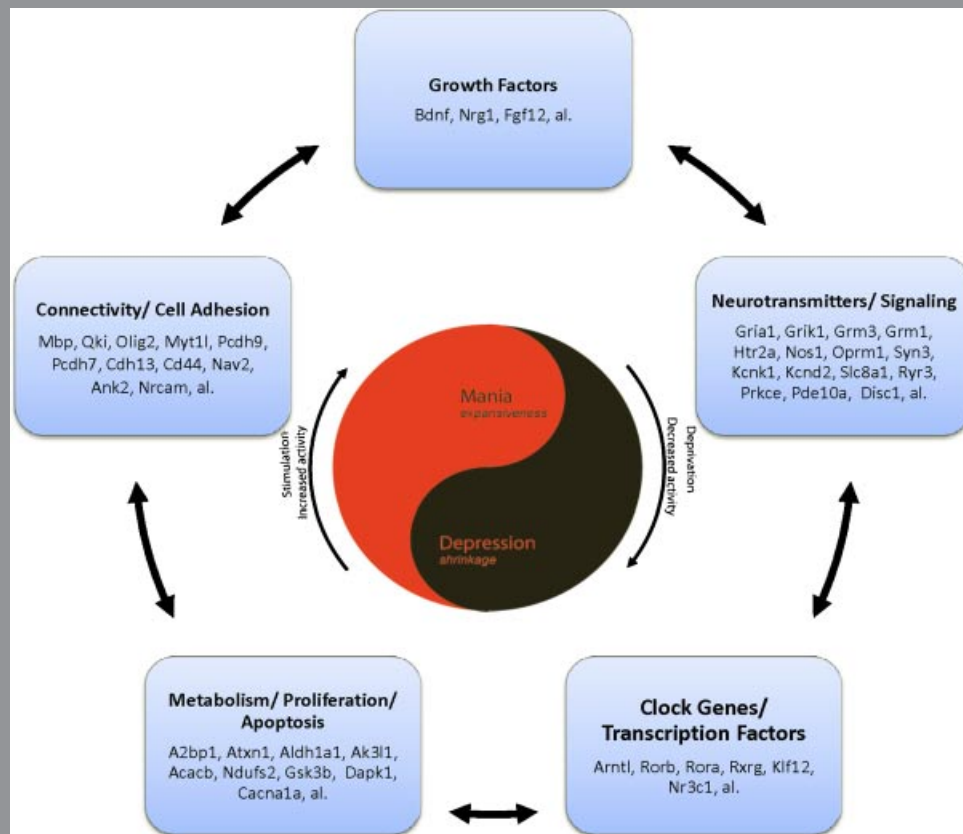 Growth Factors
Bdnf, Nrg1, Fgf12, al.
Connectivity/ Cell Adhesion
Mbp, Qki, Olig2, Myt1l, Pcdh9,
Pcdh7, Cdh13, Cd44, Nav2,
Ank2, Nrcam, al.
Neurotransmitters/ Signaling
Gria1, Grik1, Grm3, Grm1,
Htr2a, Nos1, Oprm1, Syn3,
Kcnk1, Kcnd2, Slc8a1, Ryr3,
Prkce, Pde10a, Disc1, al.
Stimulation
Increased activity
Mania
expansiveness
Depression
shrinkage
Deprivation
Decreased activity
Metabolism/ Proliferation/
Apoptosis
A2bp1, Atxn1, Aldh1a1, Ak3l1,
Acacb, Ndufs2, Gsk3b, Dapk1,
Cacna1a, al.
Clock Genes/
Transcription Factors
Arntl, Rorb, Rora, Rxrg, Klf12,
Nr3c1, al.